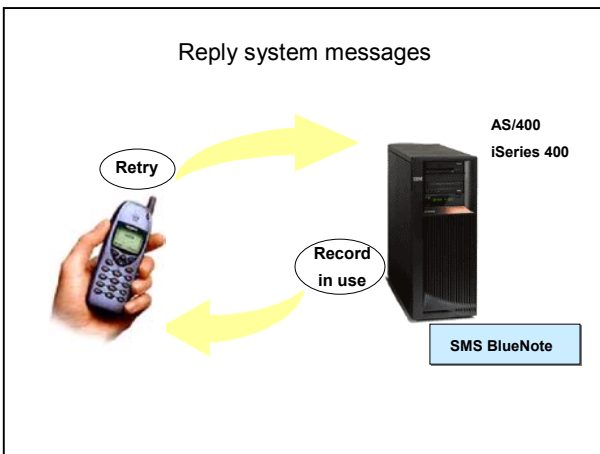 Reply system messages
AS/400
iSeries 400
Retry
Record
in use
SMS BlueNote